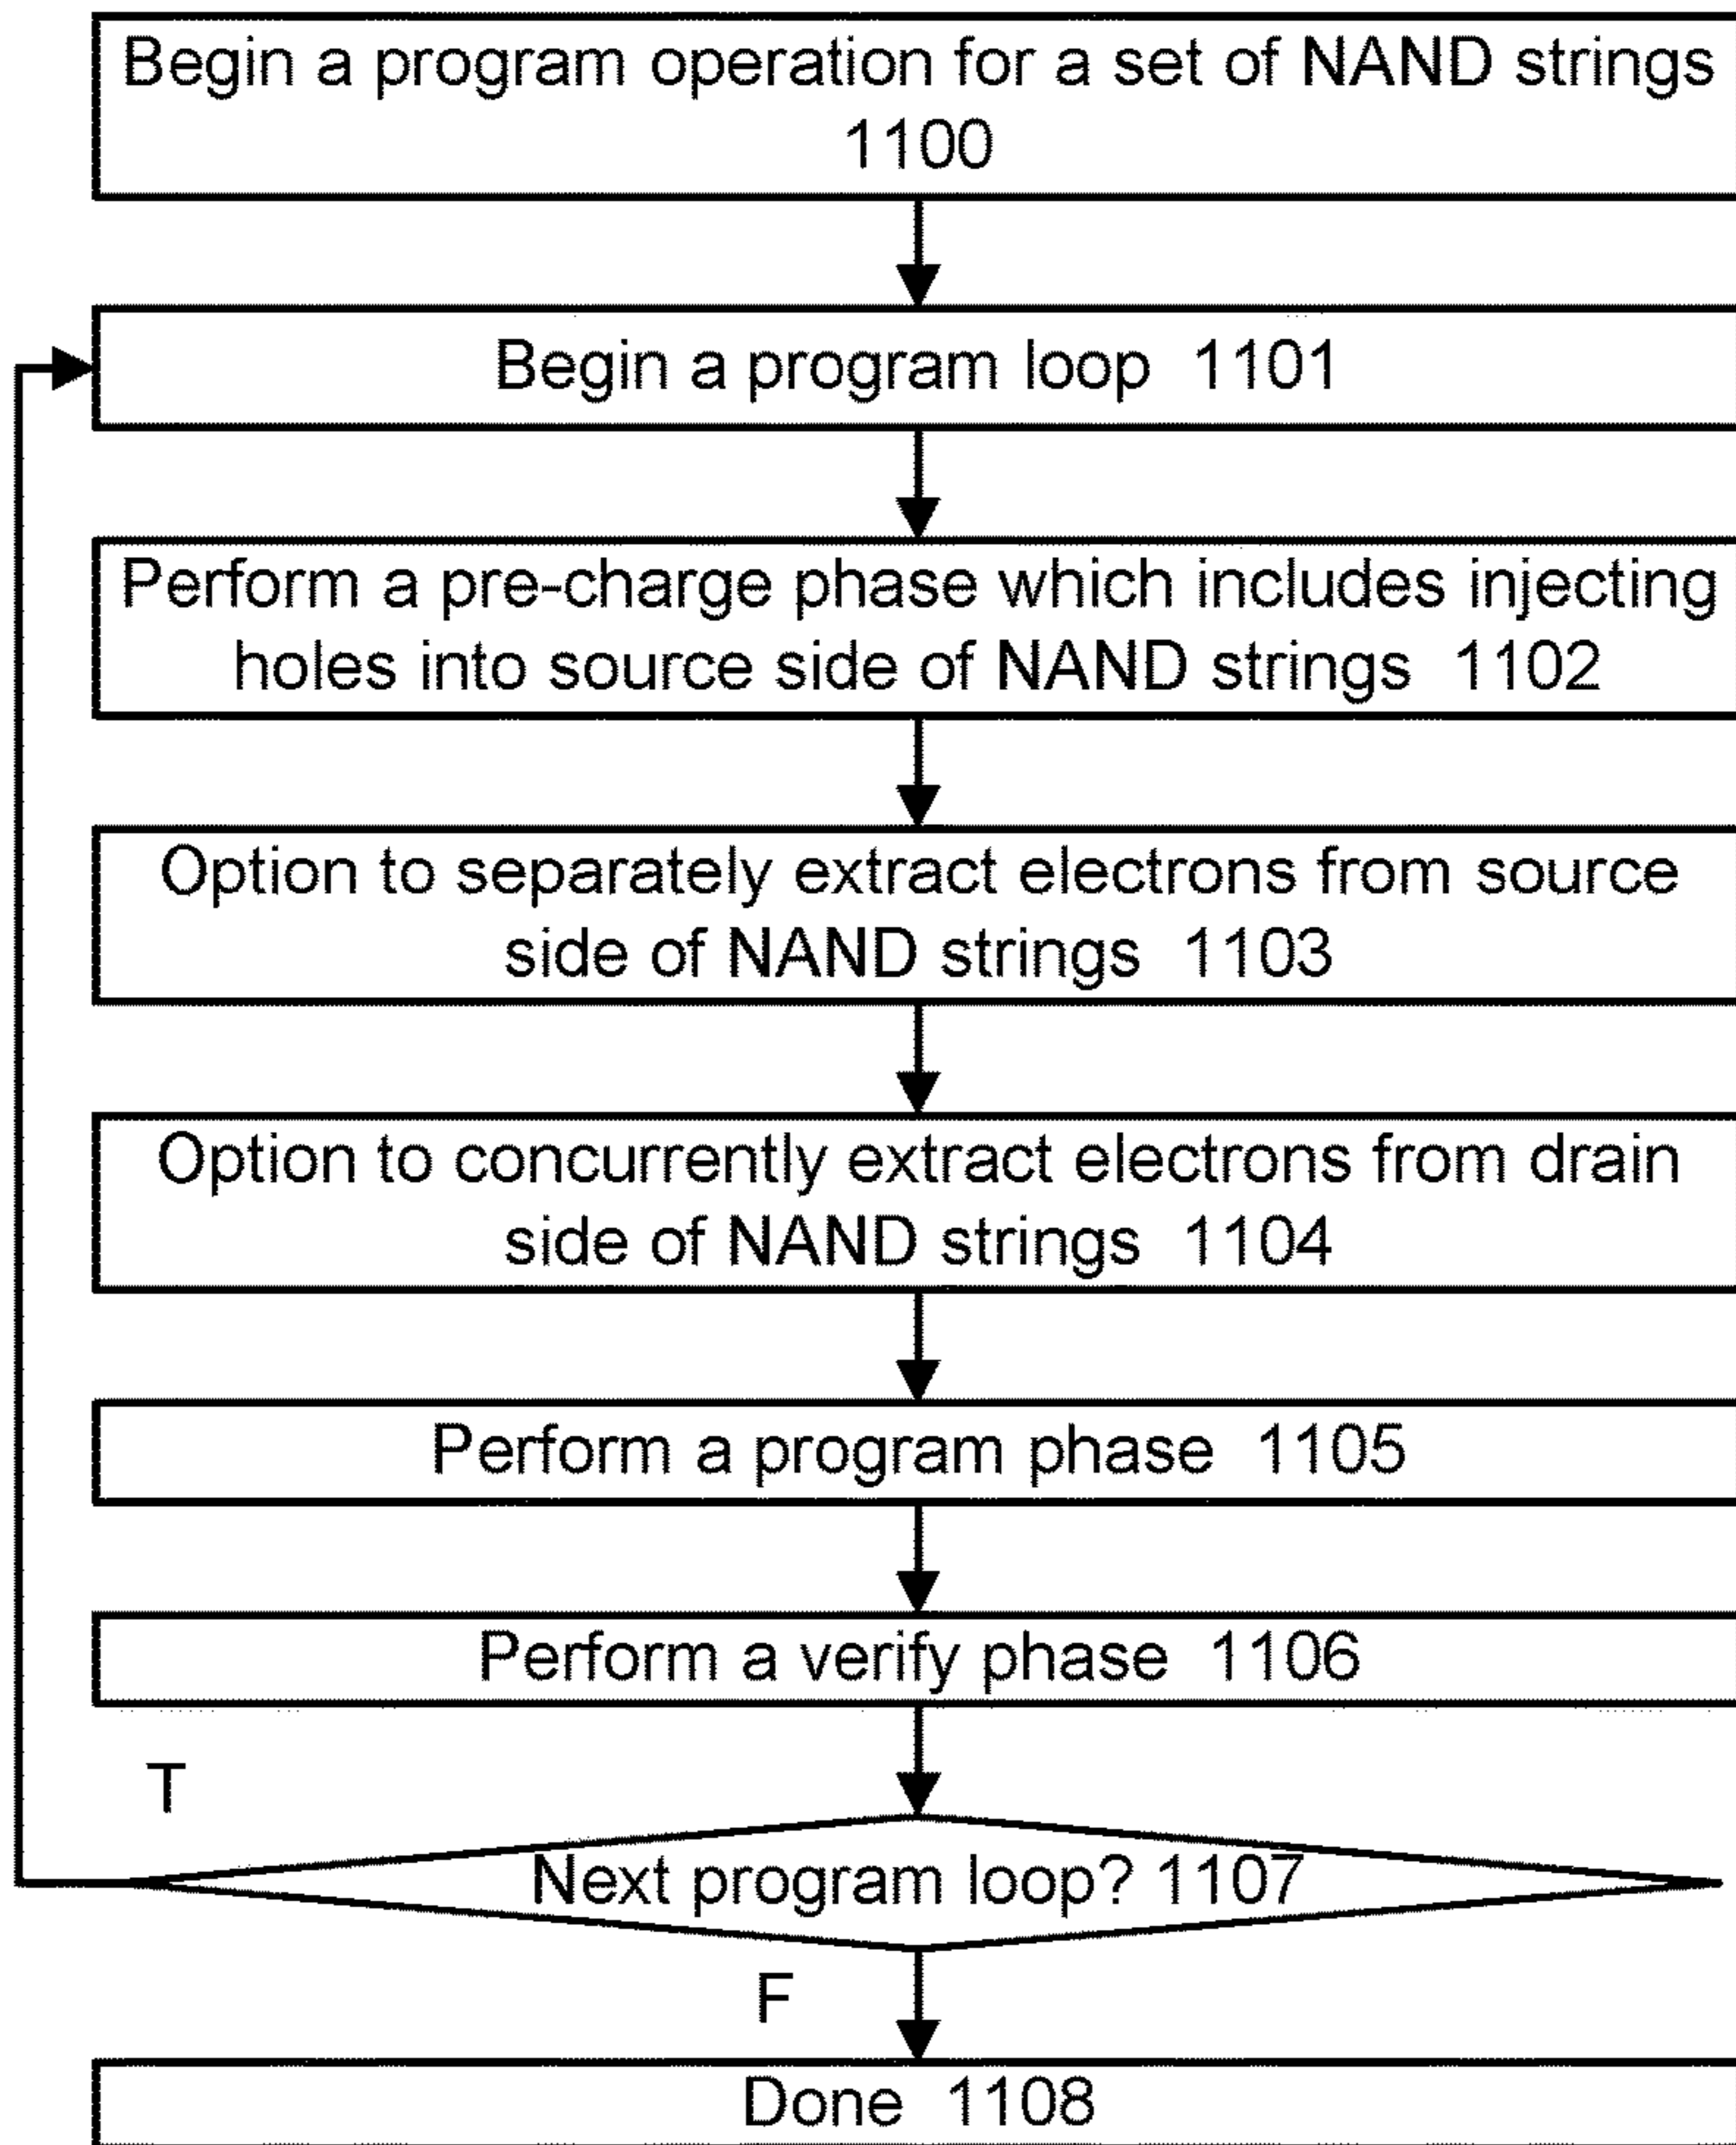 Begin a program operation for a set of NAND strings
1100
Begin a program loop 1101
Perform a pre-charge phase which includes injecting
holes into source side of NAND strings 1102
Option to separately extract electrons from source
side of NAND strings 1103
Option to concurrently extract electrons from drain
side of NAND strings 1104
Perform a program phase 1105
Perform a verify phase 1106
T
Next program loop? 1107
F
Done 1108